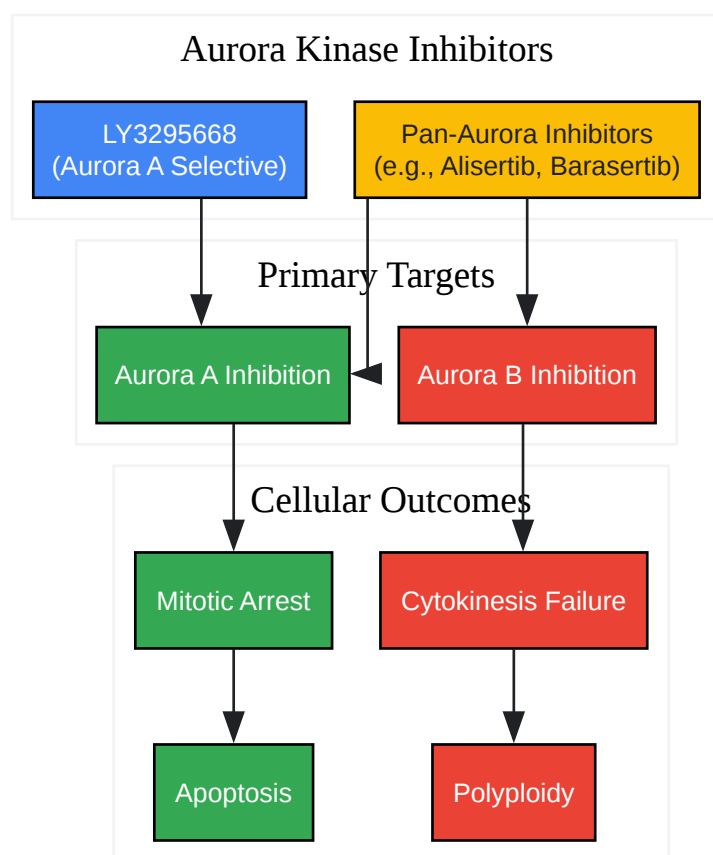 Aurora Kinase Inhibitors
LY3295668
(Aurora A Selective)
Pan-Aurora Inhibitors
(e.g., Alisertib, Barasertib)
Primary Targets
Aurora A Inhibition
Aurora B Inhibition
Cellular Outcomes
Mitotic Arrest
Cytokinesis Failure
Apoptosis
Polyploidy